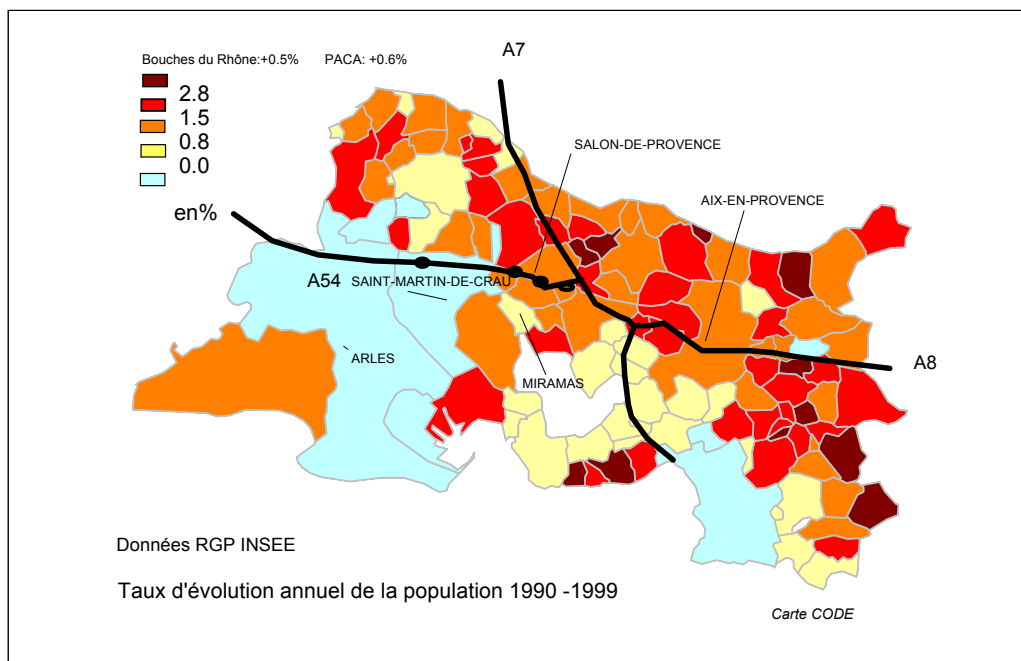 A7
Bouches du Rhône:+0.5% PACA: +0.6%
2.8
1.5
0.8
0.0
SALON-DE-PROVENCE
AIX-EN-PROVENCE
en%
A54
SAINT-MARTIN-DE-CRAU
ARLES
MIRAMAS
A8
Données RGP INSEE
Taux d'évolution annuel de la population 1990 -1999
Carte CODE